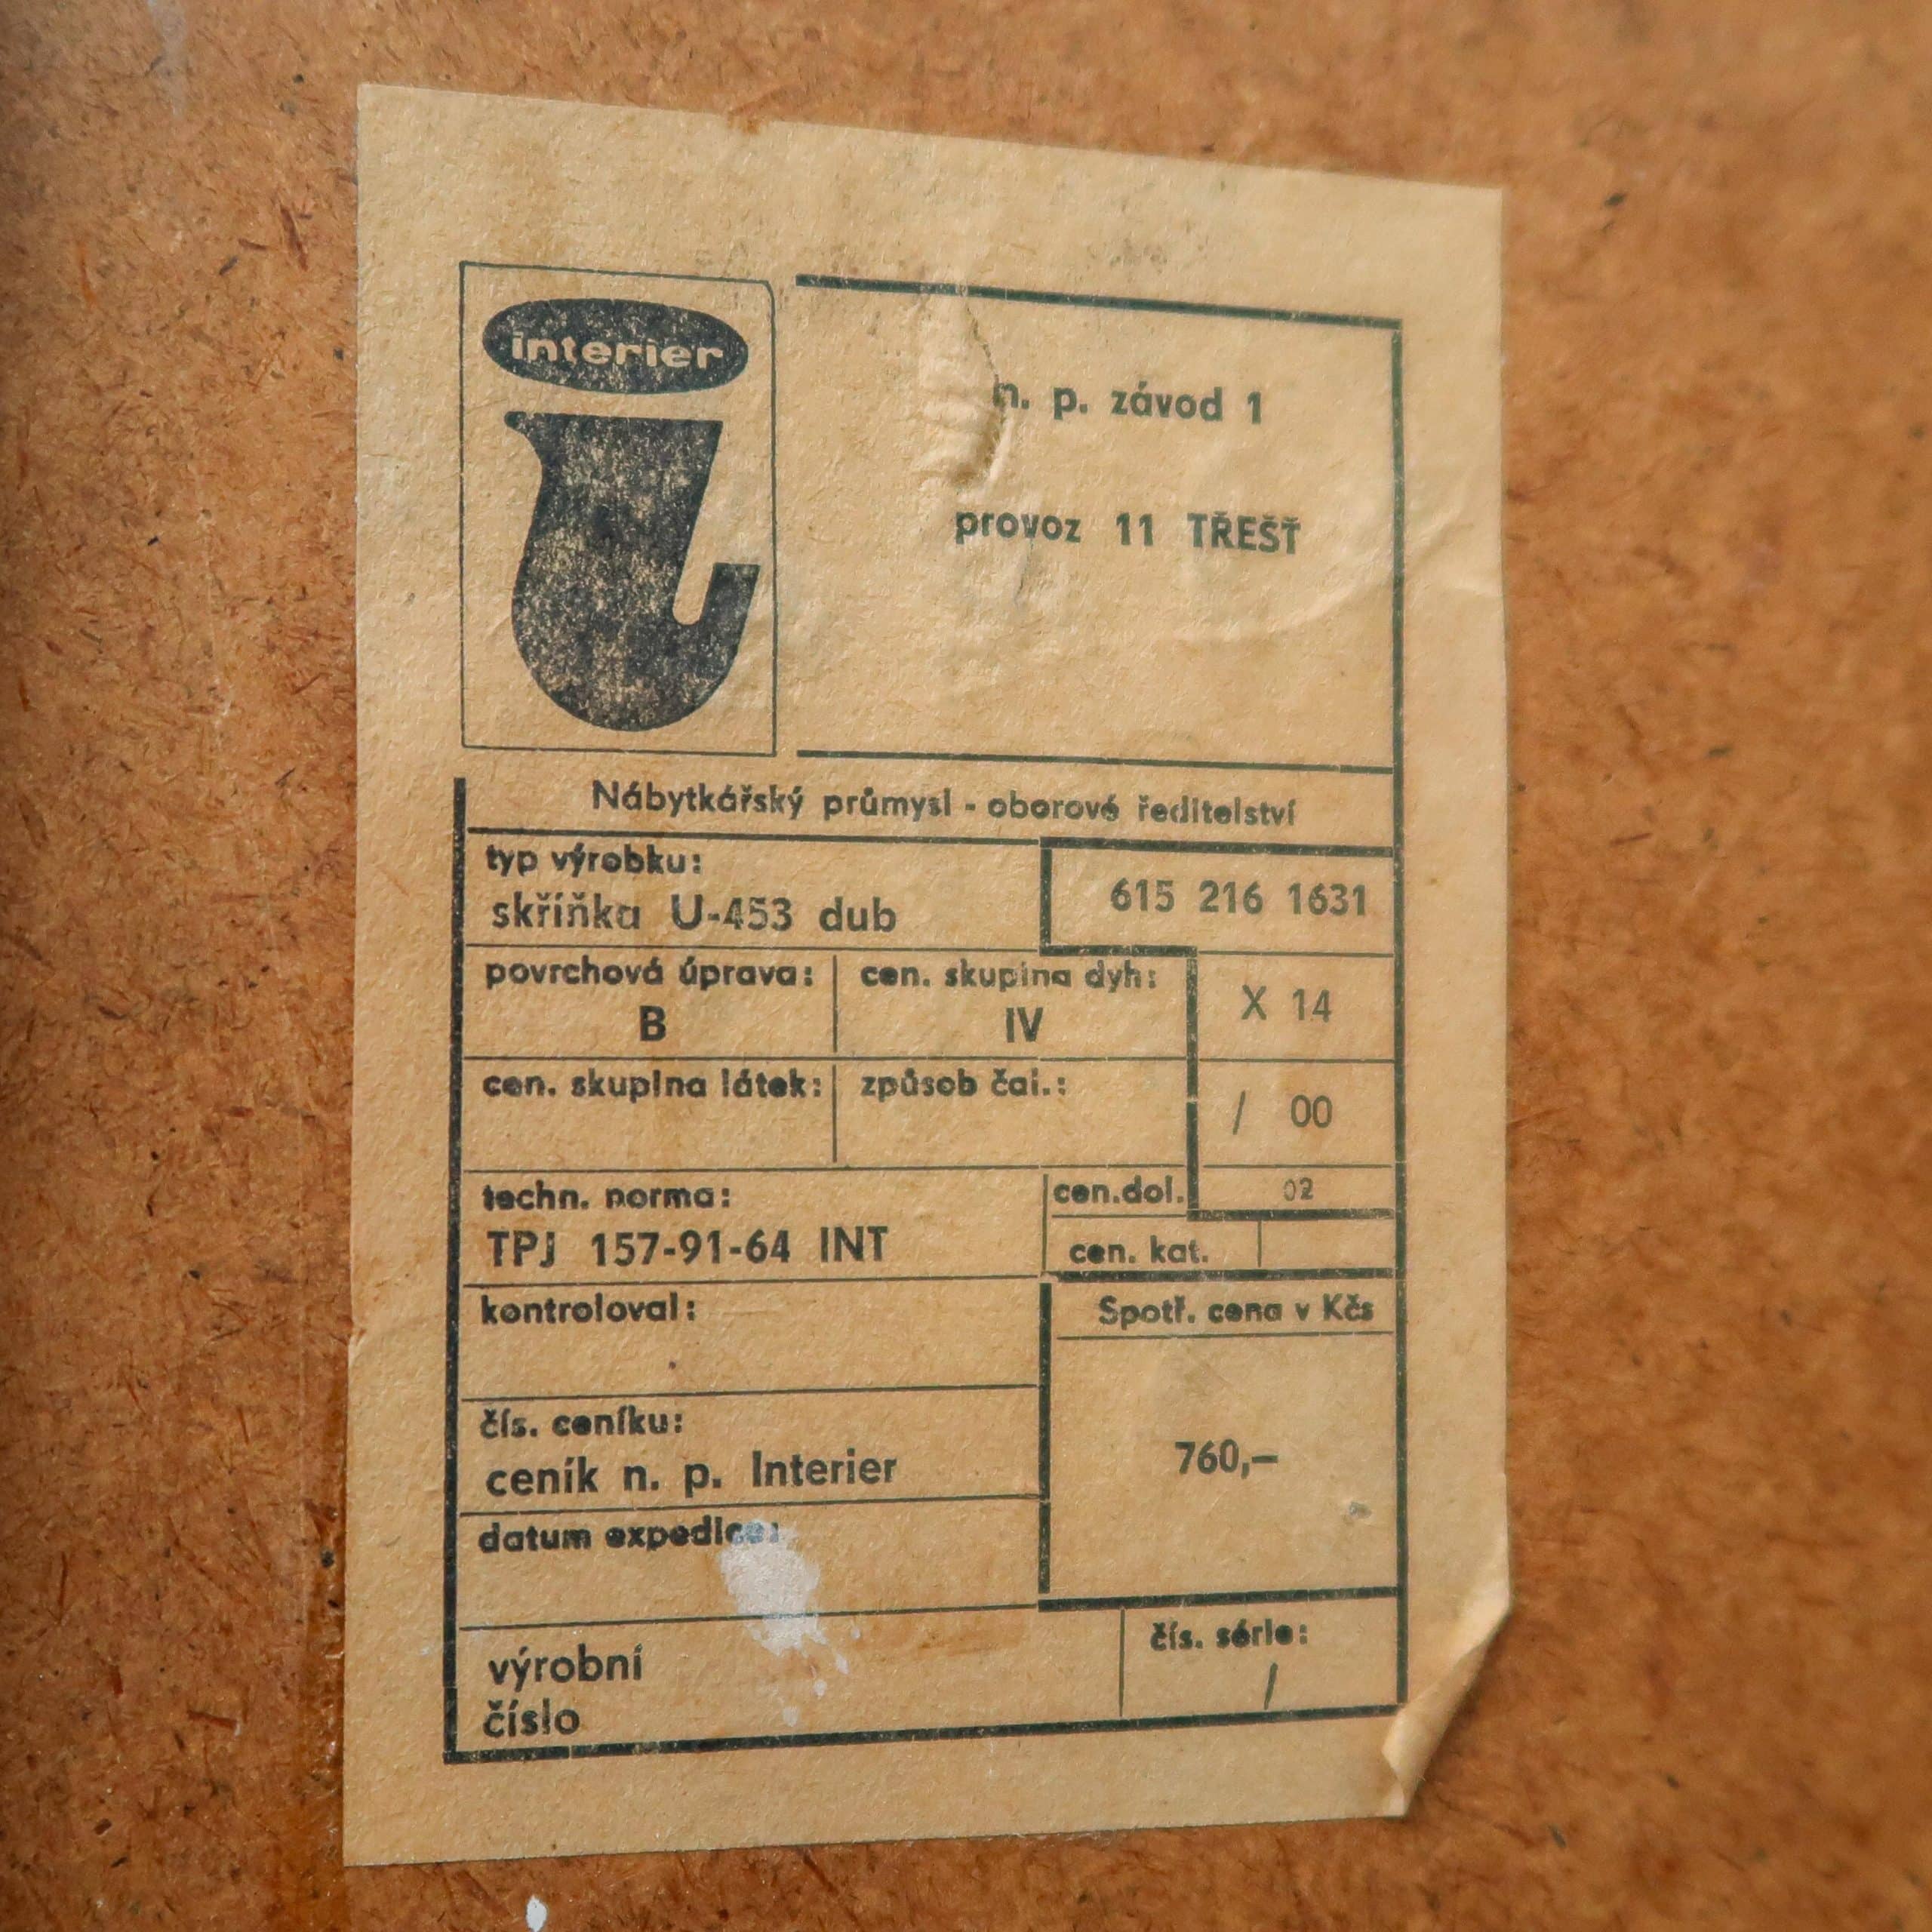 interier
n. p. závod 1
provoz 11 TŘEŠŤ
Nábytkářský průmysl - oborové ředitelství
typ výrobku:
skříňka U-453 dub
615 216 1631
povrchová úprava:
B
cen. skupina dyh:
IV
X 14
cen. skupina látek:
způsob čal.:
/ 00
techn. norma:
TPJ 157-91-64 INT
cen.dol.
02
cen. kat.
kontroloval:
Spotř. cena v Kčs
760,–
čís. ceníku:
ceník n. p. Interier
datum expedice:
výrobní
číslo
čís. série:
/